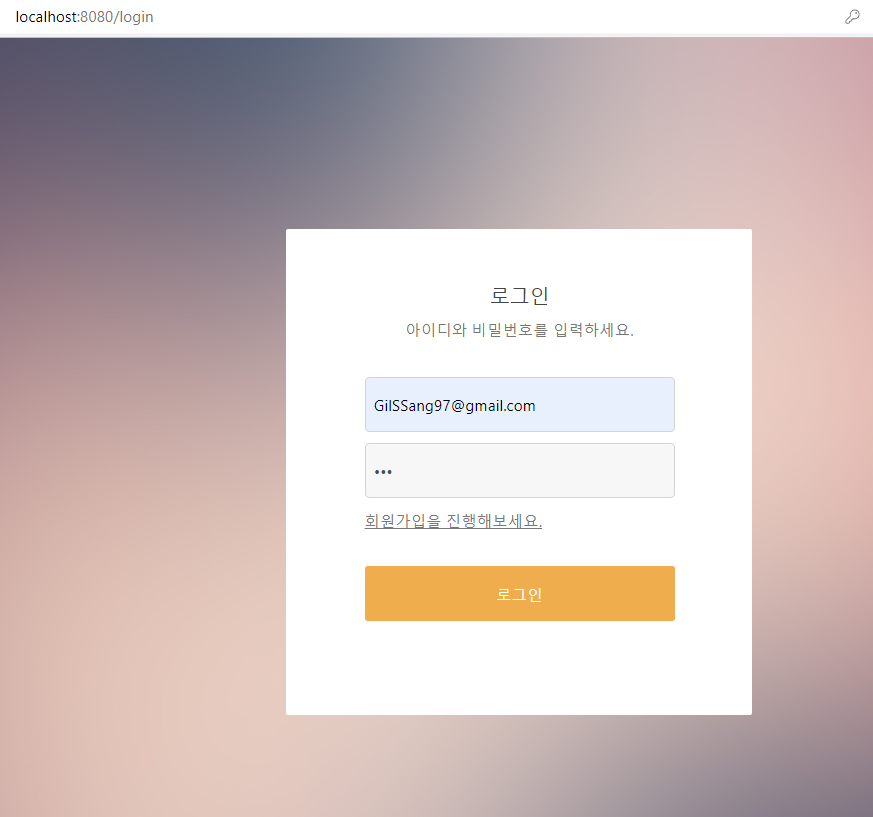 localhost:8080/login
로그인
아이디와 비밀번호를 입력하세요.
GilSSang97@gmail.com
•••
회원가입을 진행해보세요.
로그인